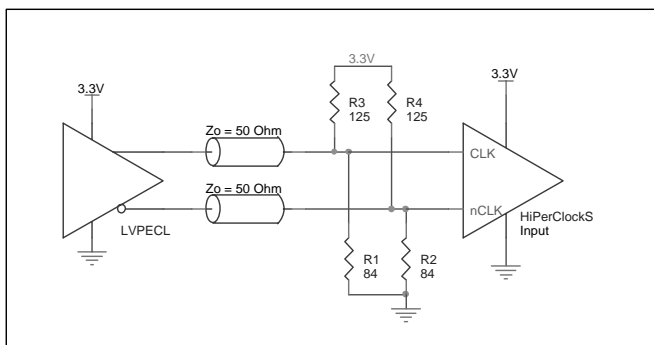 3.3V
3.3V
3.3V
R3
125
R4
125
Zo = 50 Ohm
CLK
Zo = 50 Ohm
nCLK
HiPerClockS
Input
LVPECL
R1
84
R2
84